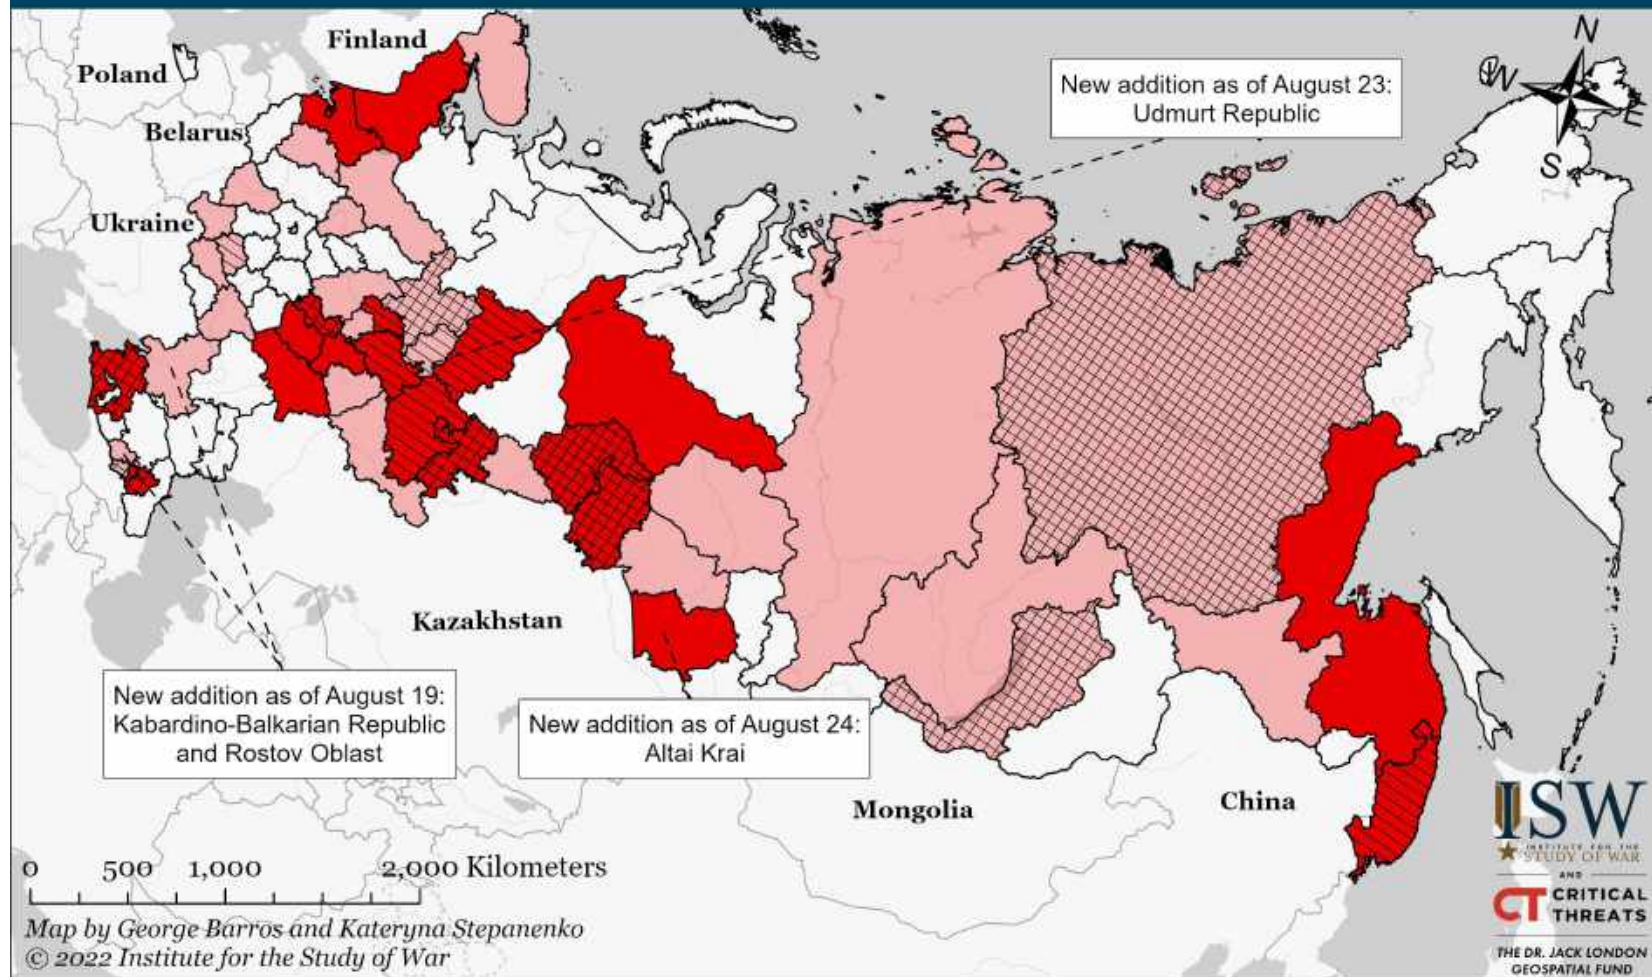 Finland
Poland
Belarus
Ukraine
New addition as of August 23:
Udmurt Republic
N
W
E
S
Kazakhstan
New addition as of August 19:
Kabardino-Balkarian Republic
and Rostov Oblast
New addition as of August 24:
Altai Krai
Mongolia
China
0 500 1,000 2,000 Kilometers
Map by George Barros and Kateryna Stepanenko
© 2022 Institute for the Study of War
ISW
INSTITUTE FOR THE
STUDY OF WAR
AND
CT CRITICAL
THREATS
THE DR. JACK LONDON
GEOSPATIAL FUND